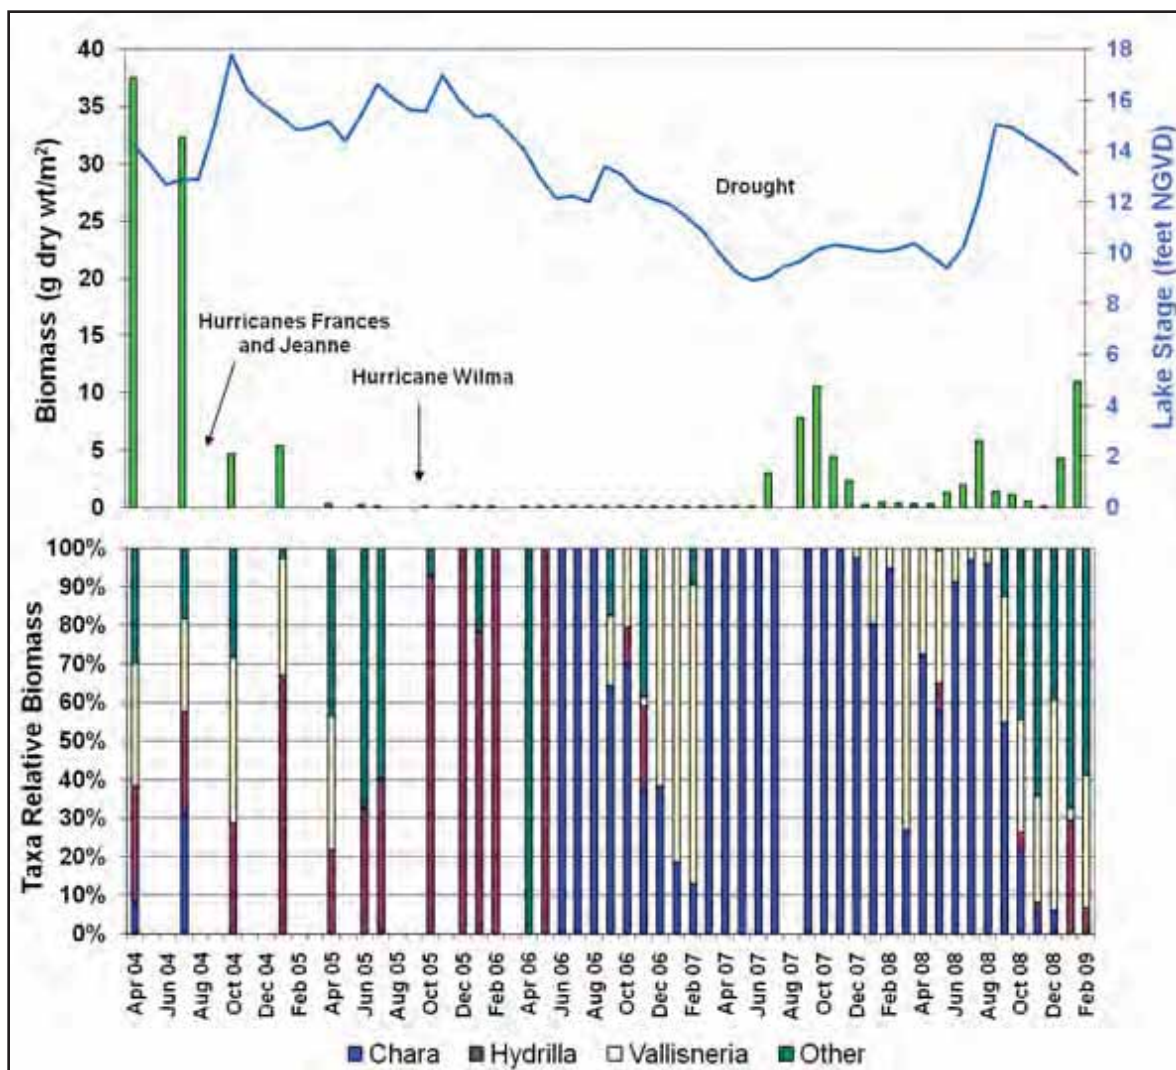 Biomass (g dry wt/m²)
40
35
30
25
20
15
10
5
0
Hurricanes Frances
and Jeanne
Hurricane Wilma
Drought
18
16
14
12
10
8
6
4
2
0
Lake Stage (feet NGVD)
Taxa Relative Biomass
100%
90%
80%
70%
60%
50%
40%
30%
20%
10%
0%
Apr 04
Jun 04
Aug 04
Oct 04
Dec 04
Feb 05
Apr 05
Jun 05
Aug 05
Oct 05
Dec 05
Feb 06
Apr 06
Jun 06
Aug 06
Oct 06
Dec 06
Feb 07
Apr 07
Jun 07
Aug 07
Oct 07
Dec 07
Feb 08
Apr 08
Jun 08
Aug 08
Oct 08
Dec 08
Feb 09
Chara Hydrilla Vallisneria Other